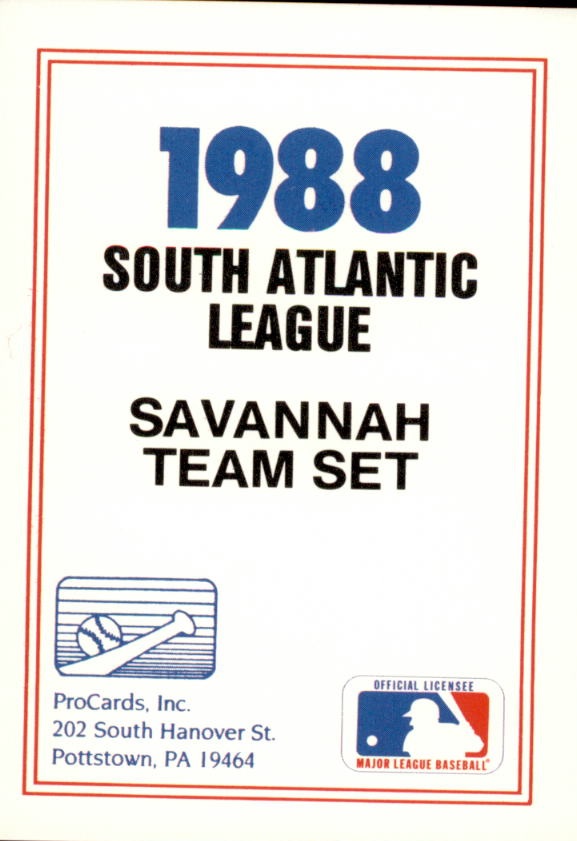 1988
SOUTH ATLANTIC
LEAGUE
SAVANNAH
TEAM SET
ProCards, Inc.
202 South Hanover St.
Pottstown, PA 19464
OFFICIAL LICENSEE
MAJOR LEAGUE BASEBALL®